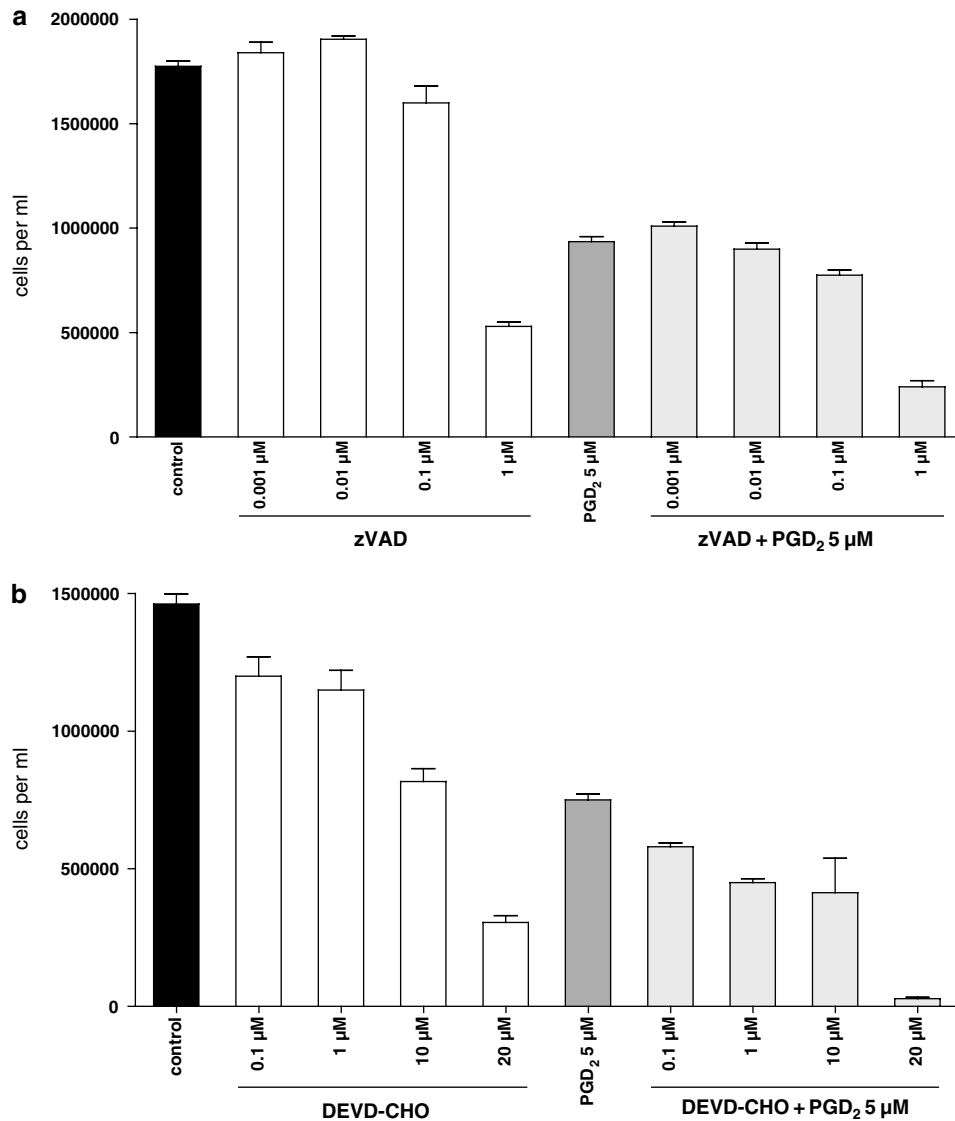 a
2000000
1500000
1000000
500000
0
cells per ml
control
0.001 µM
0.01 µM
0.1 µM
1 µM
PGD₂ 5 µM
0.001 µM
0.01 µM
0.1 µM
1 µM
zVAD
zVAD + PGD₂ 5 µM
b
1500000
1000000
500000
0
cells per ml
control
0.1 µM
1 µM
10 µM
20 µM
PGD₂ 5 µM
0.1 µM
1 µM
10 µM
20 µM
DEVD-CHO
DEVD-CHO + PGD₂ 5 µM